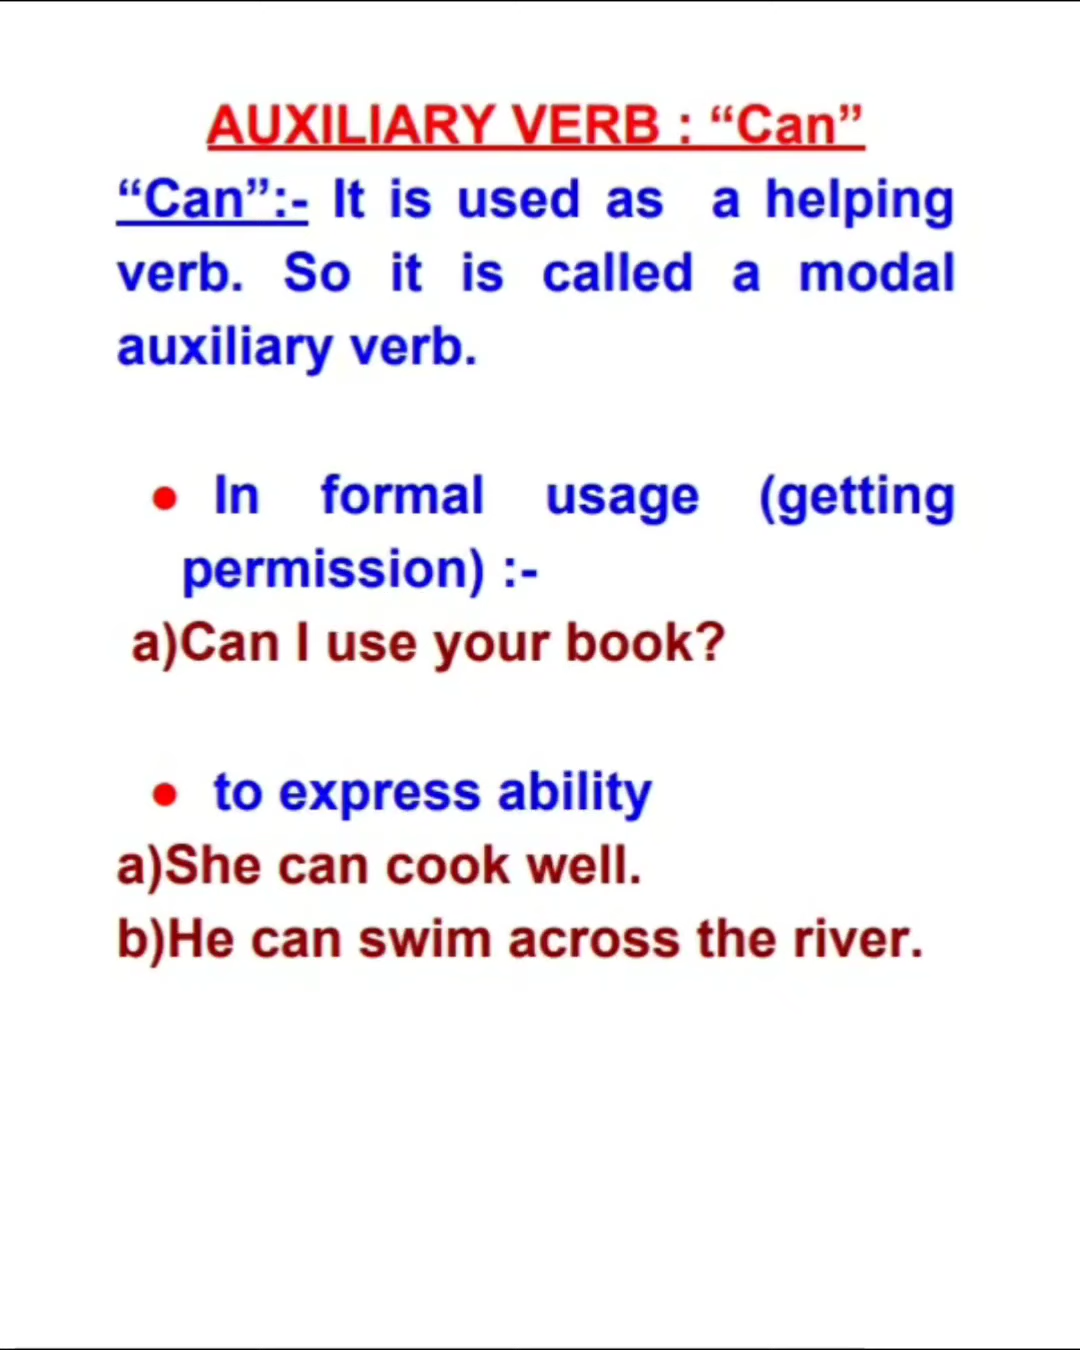 AUXILIARY VERB : “Can”
“Can”:- It is used as a helping
verb. So it is called a modal
auxiliary verb.
● In formal usage (getting
permission) :-
a)Can I use your book?
● to express ability
a)She can cook well.
b)He can swim across the river.